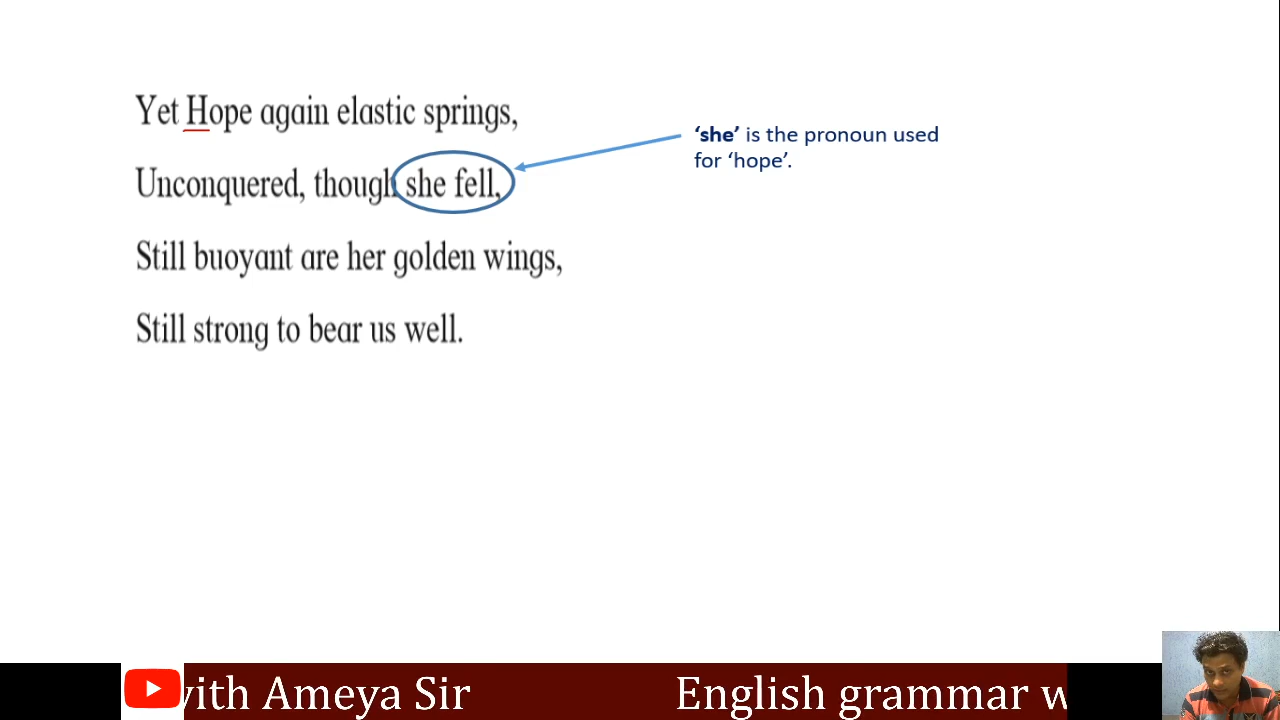 Yet Hope again elastic springs,
Unconquered, though she fell,
Still buoyant are her golden wings,
Still strong to bear us well.
‘she’ is the pronoun used
for ‘hope’.
with Ameya Sir
English grammar w